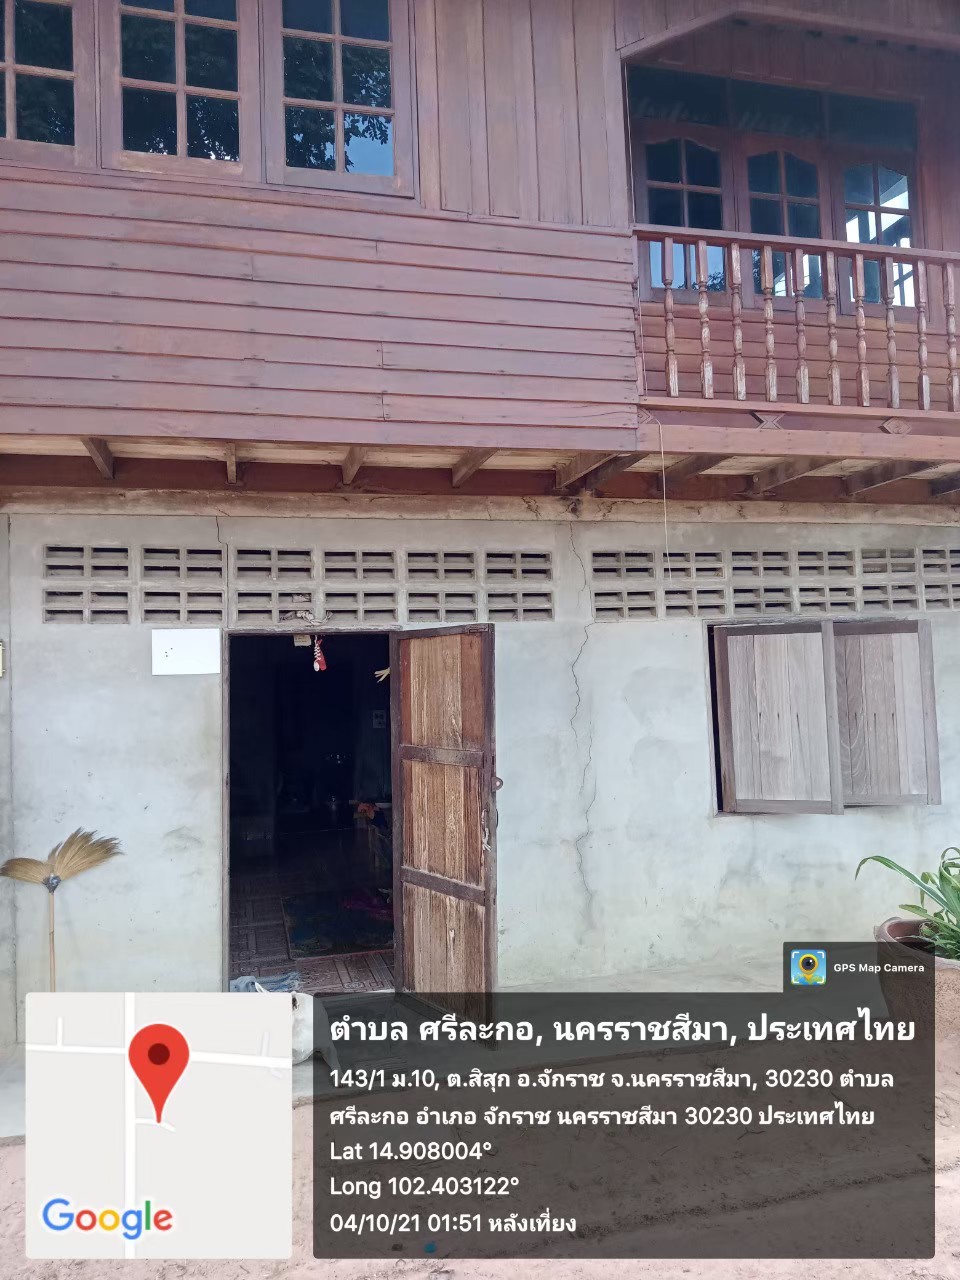 GPS Map Camera
ตำบล ศรีละกอ, นครราชสีมา, ประเทศไทย
143/1 ม.10, ต.สิสุก อ.จักราช จ.นครราชสีมา, 30230 ตำบล
ศรีละกอ อำเภอ จักราช นครราชสีมา 30230 ประเทศไทย
Lat 14.908004°
Long 102.403122°
04/10/21 01:51 หลังเที่ยง
Google